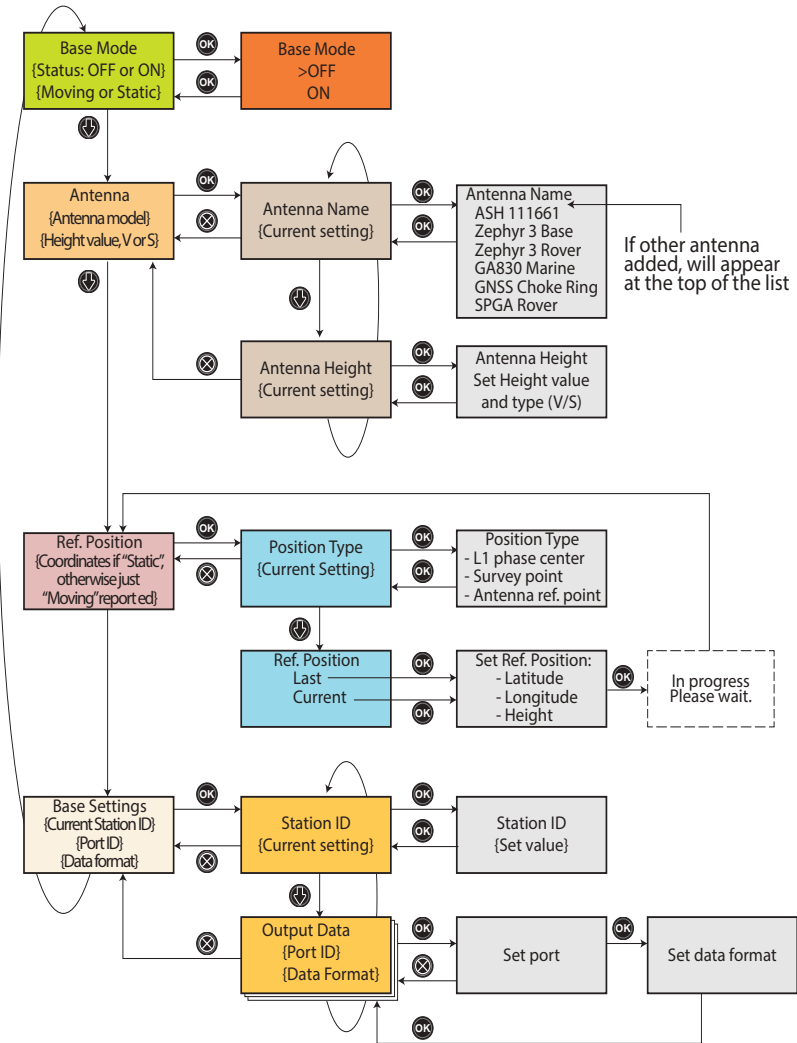 Base Mode
{Status: OFF or ON}
{Moving or Static}
OK
OK
Base Mode
>OFF
ON
Antenna
{Antenna model}
{Height value, V or S}
OK
Antenna Name
{Current setting}
OK
OK
Antenna Name
ASH 111661
Zephyr 3 Base
Zephyr 3 Rover
GA830 Marine
GNSS Choke Ring
SPGA Rover
If other antenna
added, will appear
at the top of the list
Antenna Height
{Current setting}
OK
OK
Antenna Height
Set Height value
and type (V/S)
Ref. Position
{Coordinates if "Static",
otherwise just
"Moving" report ed}
OK
Position Type
{Current Setting}
OK
OK
Position Type
- L1 phase center
- Survey point
- Antenna ref. point
Ref. Position
Last
Current
OK
OK
Set Ref. Position:
- Latitude
- Longitude
- Height
OK
In progress
Please wait.
Base Settings
{Current Station ID}
{Port ID}
{Data format}
OK
Station ID
{Current setting}
OK
OK
Station ID
{Set value}
Output Data
{Port ID}
{Data Format}
OK
Set port
OK
Set data format
OK